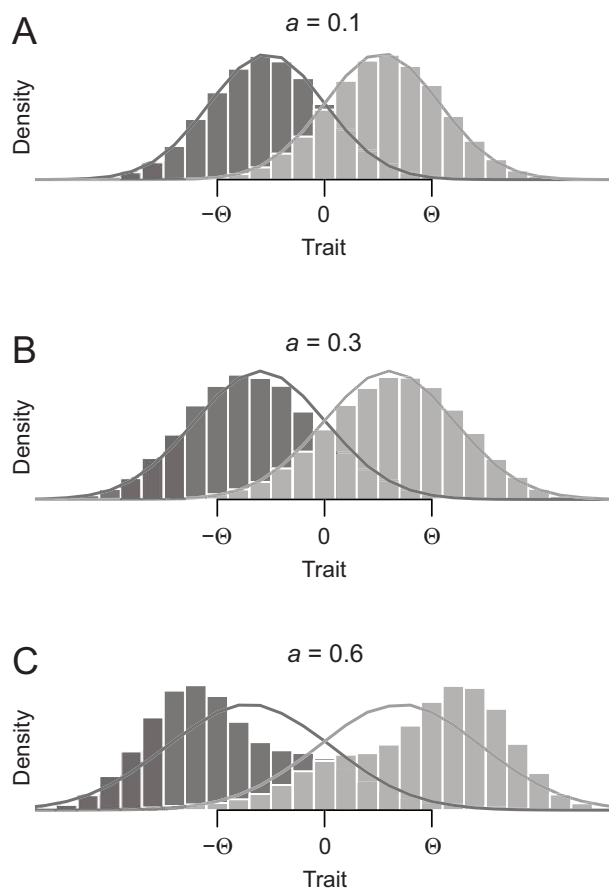 A
a = 0.1
Density
−Θ 0 Θ
Trait
B
a = 0.3
Density
−Θ 0 Θ
Trait
C
a = 0.6
Density
−Θ 0 Θ
Trait